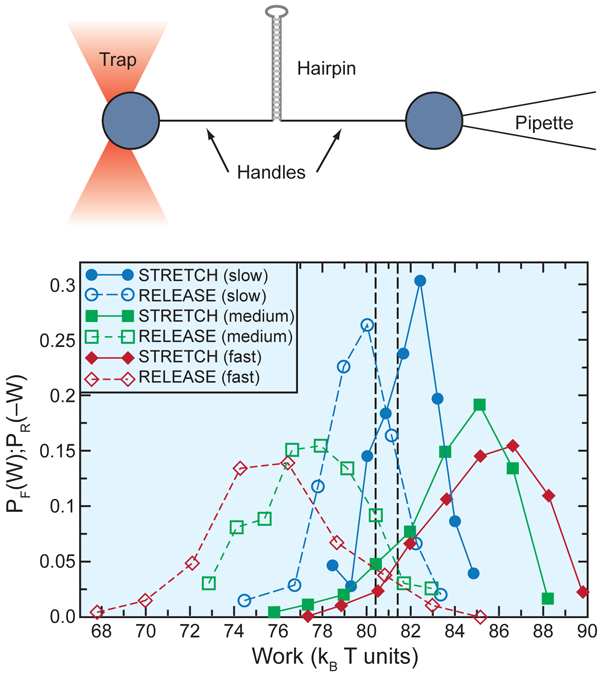 Trap
Hairpin
Pipette
Handles
STRETCH (slow)
RELEASE (slow)
STRETCH (medium)
RELEASE (medium)
STRETCH (fast)
RELEASE (fast)
0.3
0.25
0.2
0.15
0.1
0.05
0.0
P_F(W);P_R(–W)
68 70 72 74 76 78 80 82 84 86 88 90
Work (k_B T units)